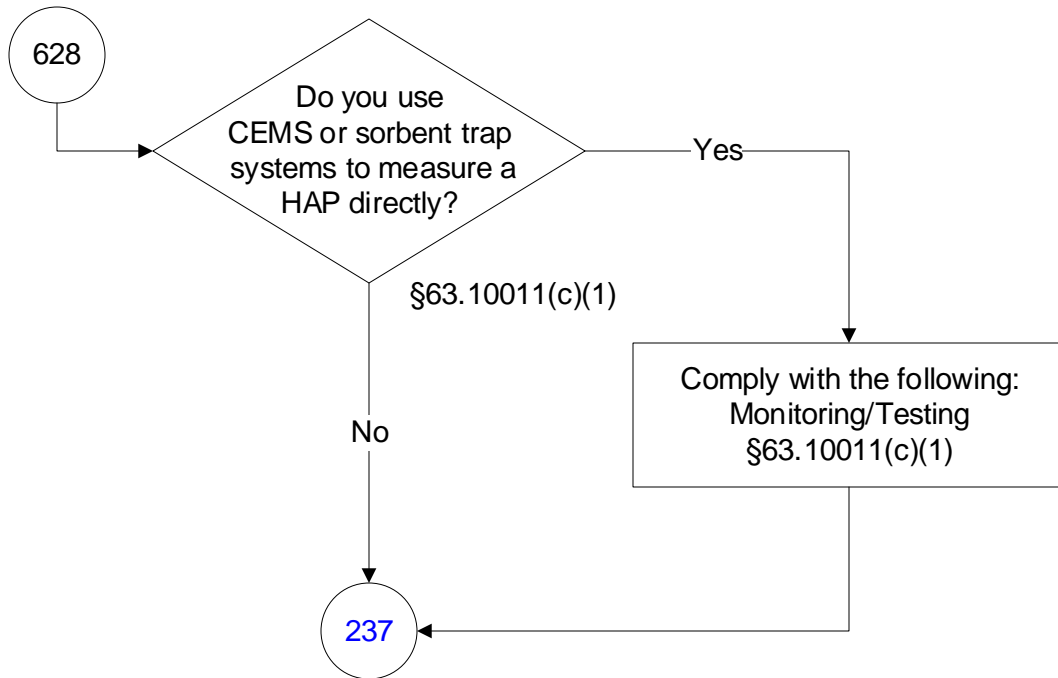 628
Do you use
CEMS or sorbent trap
systems to measure a
HAP directly?
Yes
§63.10011(c)(1)
Comply with the following:
Monitoring/Testing
§63.10011(c)(1)
No
237